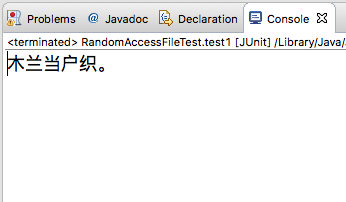 Problems @ Javadoc Declaration Console
<terminated> RandomAccessFileTest.test1 [JUnit] /Library/Java/
木兰当户织。